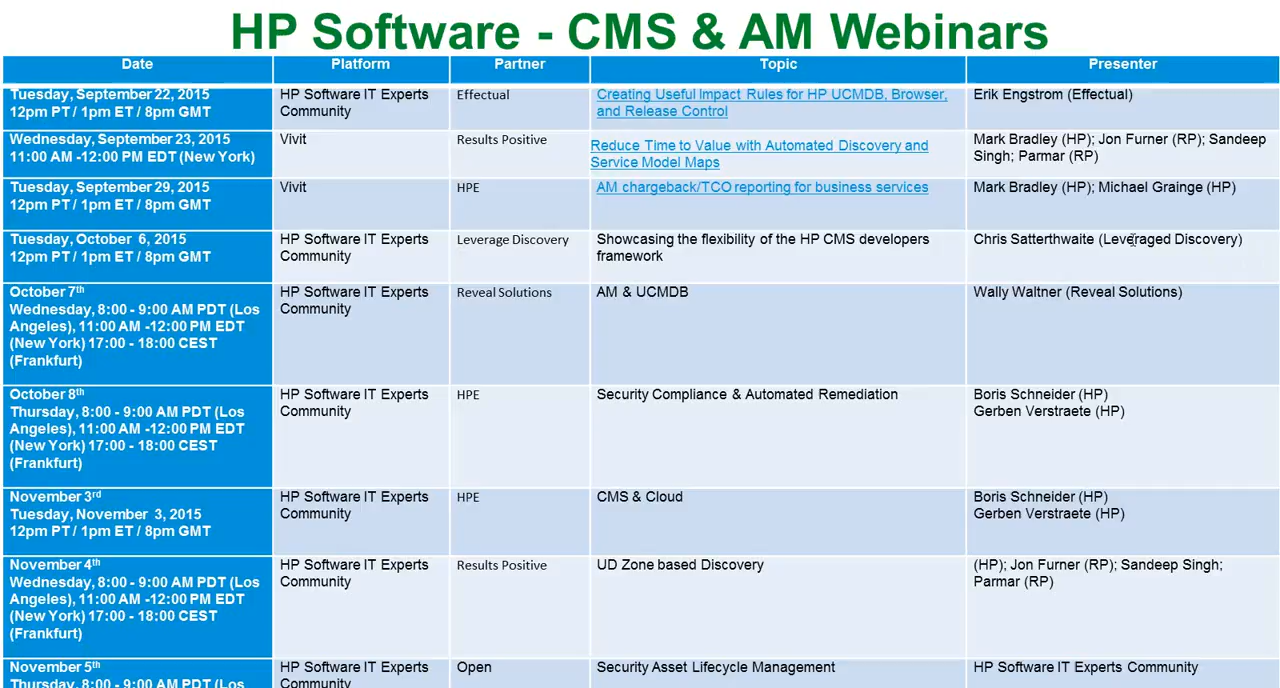 HP Software - CMS & AM Webinars
Date Platform Partner Topic Presenter
Tuesday, September 22, 2015
12pm PT / 1pm ET / 8pm GMT
HP Software IT Experts
Community
Effectual
Creating Useful Impact Rules for HP UCMDB, Browser,
and Release Control
Erik Engstrom (Effectual)
Wednesday, September 23, 2015
11:00 AM -12:00 PM EDT (New York)
Vivit
Results Positive
Reduce Time to Value with Automated Discovery and
Service Model Maps
Mark Bradley (HP); Jon Furner (RP); Sandeep
Singh; Parmar (RP)
Tuesday, September 29, 2015
12pm PT / 1pm ET / 8pm GMT
Vivit
HPE
AM chargeback/TCO reporting for business services
Mark Bradley (HP); Michael Grainge (HP)
Tuesday, October 6, 2015
12pm PT / 1pm ET / 8pm GMT
HP Software IT Experts
Community
Leverage Discovery
Showcasing the flexibility of the HP CMS developers
framework
Chris Satterthwaite (Leveraged Discovery)
October 7th
Wednesday, 8:00 - 9:00 AM PDT (Los
Angeles), 11:00 AM -12:00 PM EDT
(New York) 17:00 - 18:00 CEST
(Frankfurt)
HP Software IT Experts
Community
Reveal Solutions
AM & UCMDB
Wally Waltner (Reveal Solutions)
October 8th
Thursday, 8:00 - 9:00 AM PDT (Los
Angeles), 11:00 AM -12:00 PM EDT
(New York) 17:00 - 18:00 CEST
(Frankfurt)
HP Software IT Experts
Community
HPE
Security Compliance & Automated Remediation
Boris Schneider (HP)
Gerben Verstraete (HP)
November 3rd
Tuesday, November 3, 2015
12pm PT / 1pm ET / 8pm GMT
HP Software IT Experts
Community
HPE
CMS & Cloud
Boris Schneider (HP)
Gerben Verstraete (HP)
November 4th
Wednesday, 8:00 - 9:00 AM PDT (Los
Angeles), 11:00 AM -12:00 PM EDT
(New York) 17:00 - 18:00 CEST
(Frankfurt)
HP Software IT Experts
Community
Results Positive
UD Zone based Discovery
(HP); Jon Furner (RP); Sandeep Singh;
Parmar (RP)
November 5th
Thursday, 8:00 - 9:00 AM PDT (Los
HP Software IT Experts
Community
Open
Security Asset Lifecycle Management
HP Software IT Experts Community